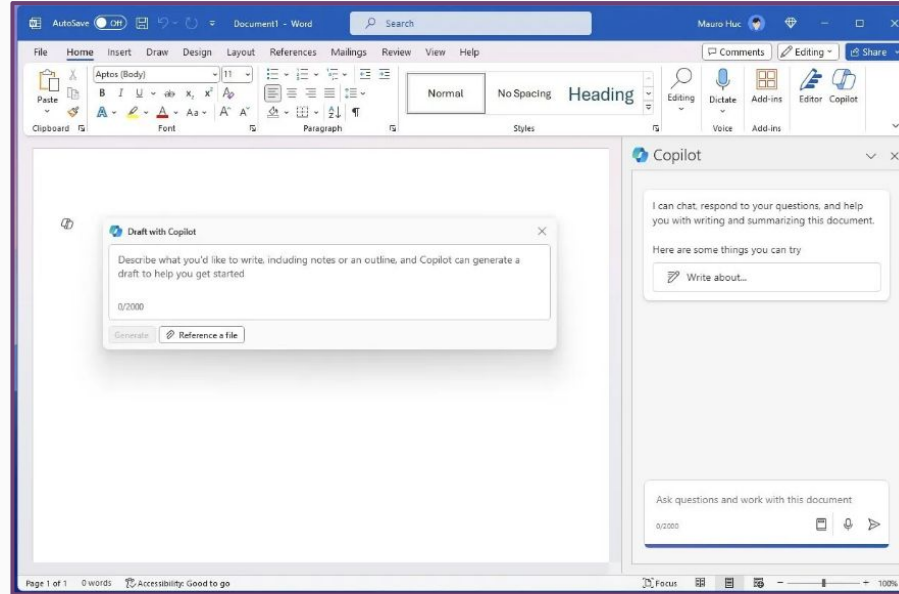 AutoSave Off Document1 - Word Search Mauro Huc
File Home Insert Draw Design Layout References Mailings Review View Help Comments Editing Share
Paste
Clipboard
Aptos (Body) 11
B I U ab x₂ x² A
A A Aa A A
Font
Paragraph
Normal No Spacing Heading
Styles
Editing
Dictate
Voice
Add-ins
Add-ins
Editor Copilot
Draft with Copilot
Describe what you'd like to write, including notes or an outline, and Copilot can generate a
draft to help you get started
0/2000
Generate Reference a file
Copilot
I can chat, respond to your questions, and help
you with writing and summarizing this document.
Here are some things you can try
Write about...
Ask questions and work with this document
0/2000
Page 1 of 1 0 words Accessibility: Good to go Focus 100%